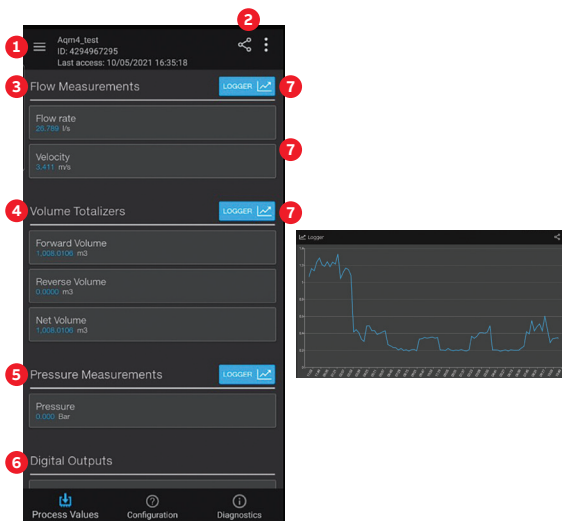 2
1
Aqm4_test
ID: 4294967295
Last access: 10/05/2021 16:35:18
3
Flow Measurements
LOGGER
7
Flow rate
26.789 l/s
Velocity
3.411 m/s
7
4
Volume Totalizers
LOGGER
7
Forward Volume
1,008.0106 m3
Reverse Volume
0.0000 m3
Net Volume
1,008.0106 m3
5
Pressure Measurements
LOGGER
Pressure
0.000 Bar
6
Digital Outputs
Process Values
Configuration
Diagnostics
Logger